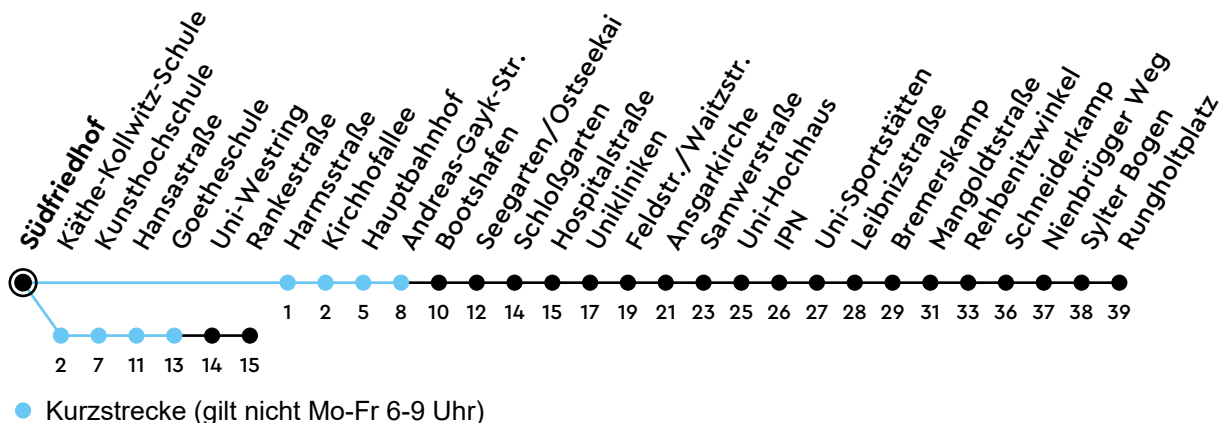 Südfriedhof
Käthe-Kollwitz-Schule
Kunsthochschule
Hansastraße
Goetheschule
Uni-Westring
Rankestraße
Harmsstraße
Kirchhofallee
Hauptbahnhof
Andreas-Gayk-Str.
Bootshafen
Seegarten/Ostseekai
Schloßgarten
Hospitalstraße
Unikliniken
Feldstr./Waitzstr.
Ansgarkirche
Samwerstraße
Uni-Hochhaus
IPN
Uni-Sportstätten
Leibnizstraße
Bremerskamp
Mangoldtstraße
Rehbenitzwinkel
Schneiderkamp
Nienbrügger Weg
Sylter Bogen
Rungholtplatz
1 2 5 8 10 12 14 15 17 19 21 23 25 26 27 28 29 31 33 36 37 38 39
2 7 11 13 14 15
Kurzstrecke (gilt nicht Mo-Fr 6-9 Uhr)